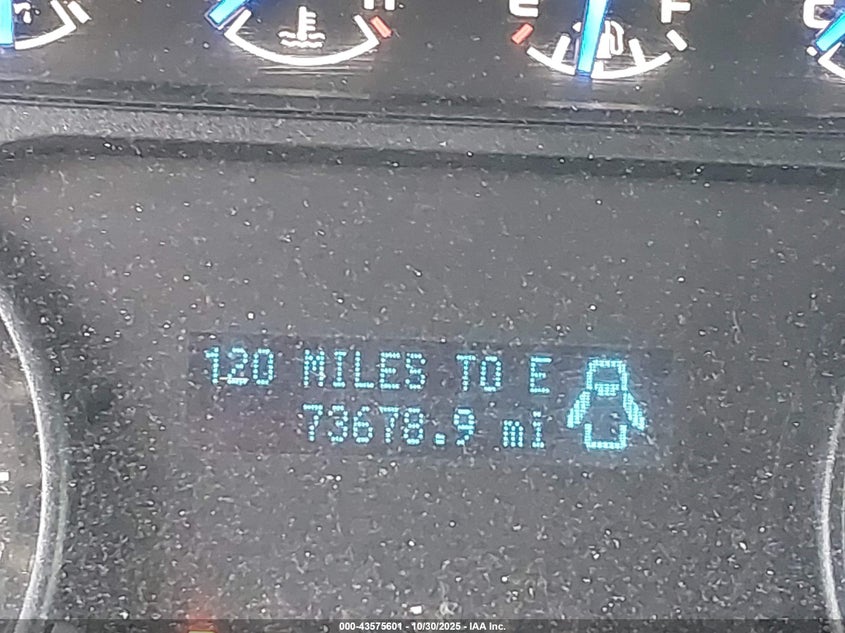 H E F
120 MILES TO E
73678.9 mi
000-43575601 - 10/30/2025 - IAA Inc.